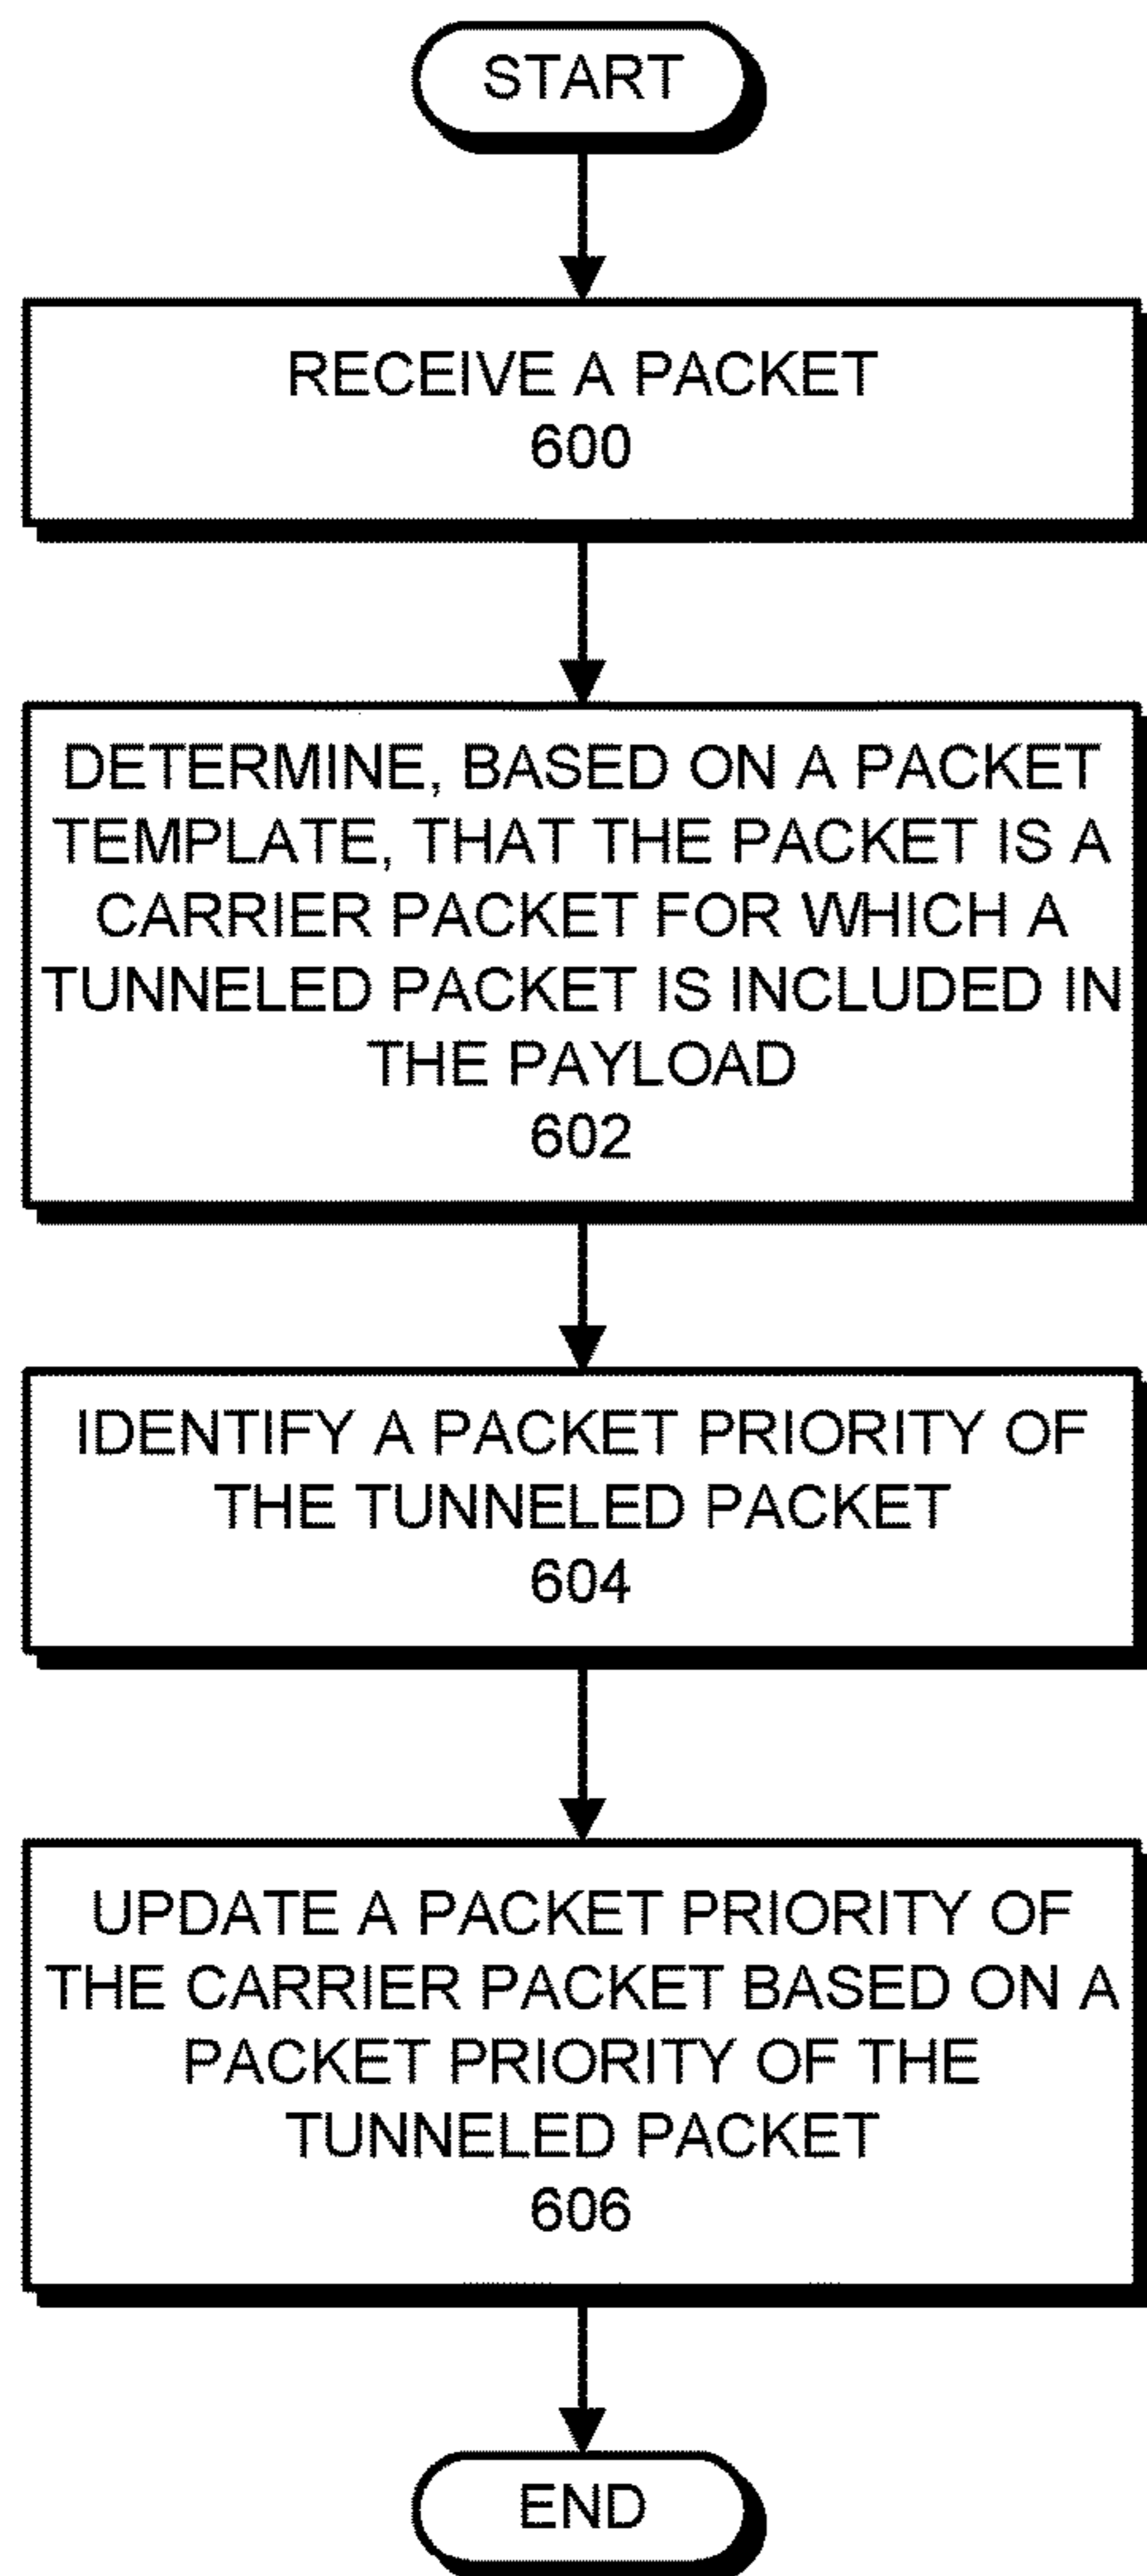 START
RECEIVE A PACKET
600
DETERMINE, BASED ON A PACKET
TEMPLATE, THAT THE PACKET IS A
CARRIER PACKET FOR WHICH A
TUNNELED PACKET IS INCLUDED IN
THE PAYLOAD
602
IDENTIFY A PACKET PRIORITY OF
THE TUNNELED PACKET
604
UPDATE A PACKET PRIORITY OF
THE CARRIER PACKET BASED ON A
PACKET PRIORITY OF THE
TUNNELED PACKET
606
END